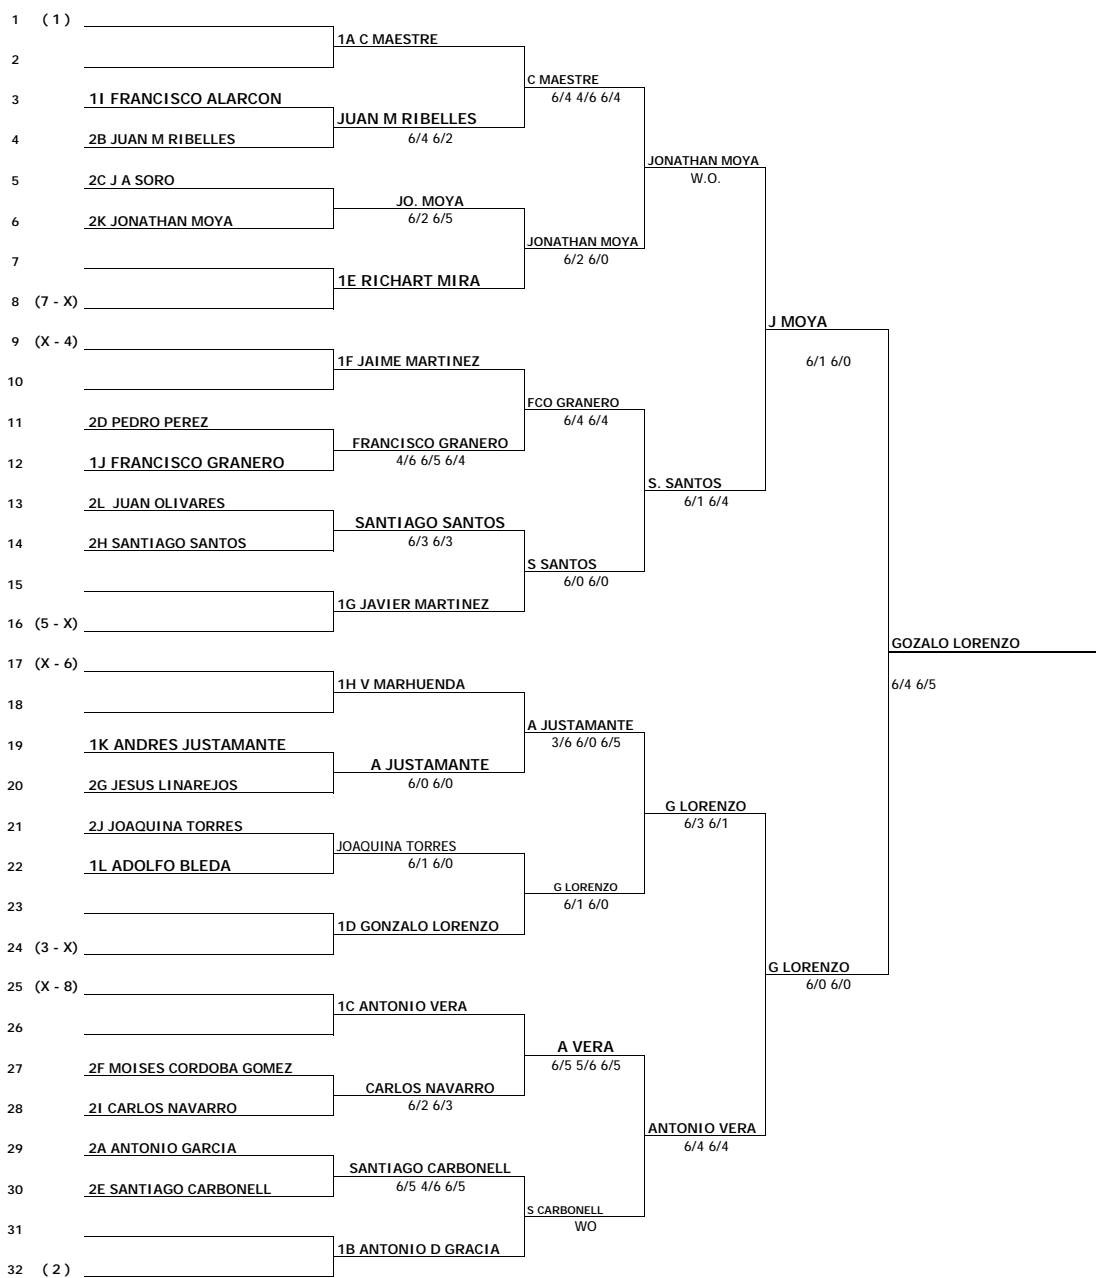 1 ( 1 )
1A C MAESTRE
2
C MAESTRE
6/4 4/6 6/4
3 1I FRANCISCO ALARCON
JUAN M RIBELLES
6/4 6/2
4 2B JUAN M RIBELLES
JONATHAN MOYA
W.O.
5 2C J A SORO
JO. MOYA
6/2 6/5
6 2K JONATHAN MOYA
JONATHAN MOYA
6/2 6/0
7
1E RICHART MIRA
8 (7 - X)
J MOYA
6/1 6/0
9 (X - 4)
1F JAIME MARTINEZ
10
FCO GRANERO
6/4 6/4
11 2D PEDRO PEREZ
FRANCISCO GRANERO
4/6 6/5 6/4
12 1J FRANCISCO GRANERO
S. SANTOS
6/1 6/4
13 2L JUAN OLIVARES
SANTIAGO SANTOS
6/3 6/3
14 2H SANTIAGO SANTOS
S SANTOS
6/0 6/0
15
1G JAVIER MARTINEZ
16 (5 - X)
GOZALO LORENZO
6/4 6/5
17 (X - 6)
1H V MARHUENDA
18
A JUSTAMANTE
3/6 6/0 6/5
19 1K ANDRES JUSTAMANTE
A JUSTAMANTE
6/0 6/0
20 2G JESUS LINAREJOS
G LORENZO
6/3 6/1
21 2J JOAQUINA TORRES
JOAQUINA TORRES
6/1 6/0
22 1L ADOLFO BLEDA
G LORENZO
6/1 6/0
23
1D GONZALO LORENZO
24 (3 - X)
G LORENZO
6/0 6/0
25 (X - 8)
1C ANTONIO VERA
26
A VERA
6/5 5/6 6/5
27 2F MOISES CORDOBA GOMEZ
CARLOS NAVARRO
6/2 6/3
28 2I CARLOS NAVARRO
ANTONIO VERA
6/4 6/4
29 2A ANTONIO GARCIA
SANTIAGO CARBONELL
6/5 4/6 6/5
30 2E SANTIAGO CARBONELL
S CARBONELL
WO
31
1B ANTONIO D GRACIA
32 ( 2 )